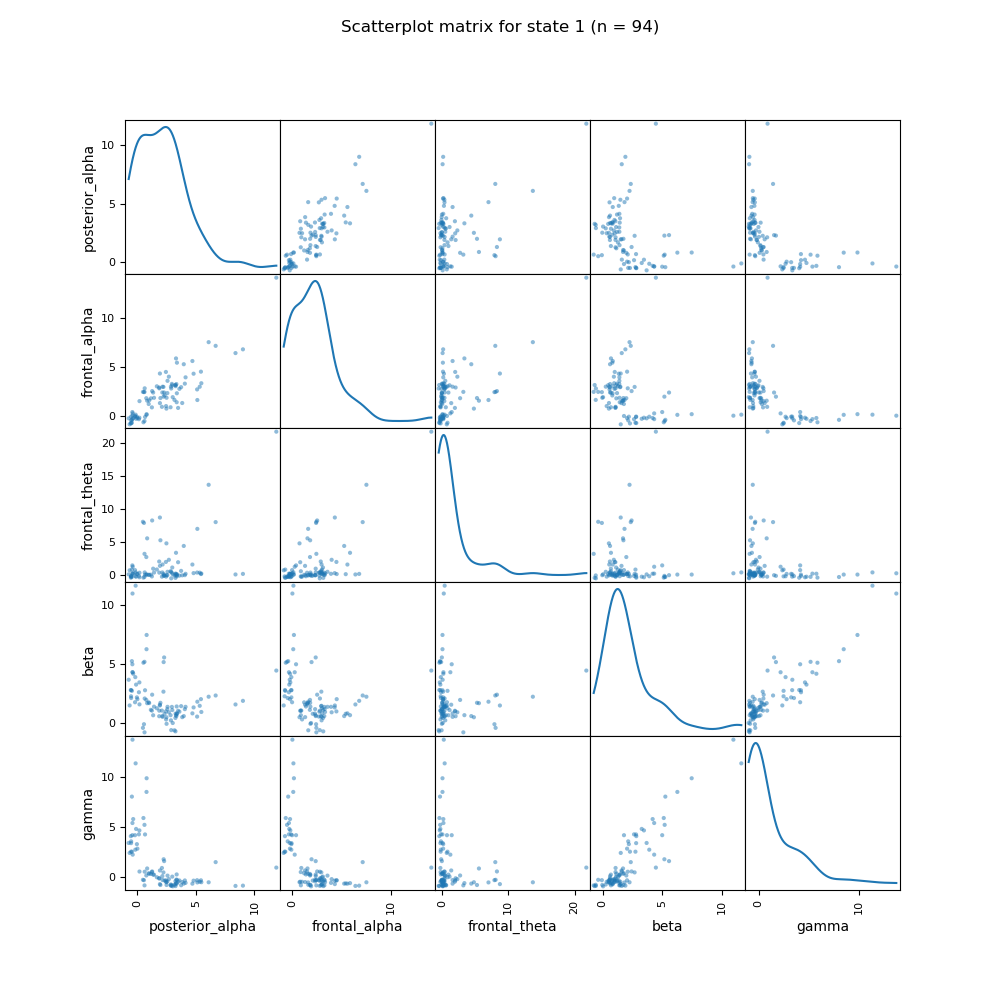 Scatterplot matrix for state 1 (n = 94)
posterior_alpha
10
5
0
frontal_alpha
10
5
0
frontal_theta
20
15
10
5
0
beta
10
5
0
gamma
10
5
0
0 5 10 0 5 10 0 10 20 0 5 10 0 10
posterior_alpha frontal_alpha frontal_theta beta gamma